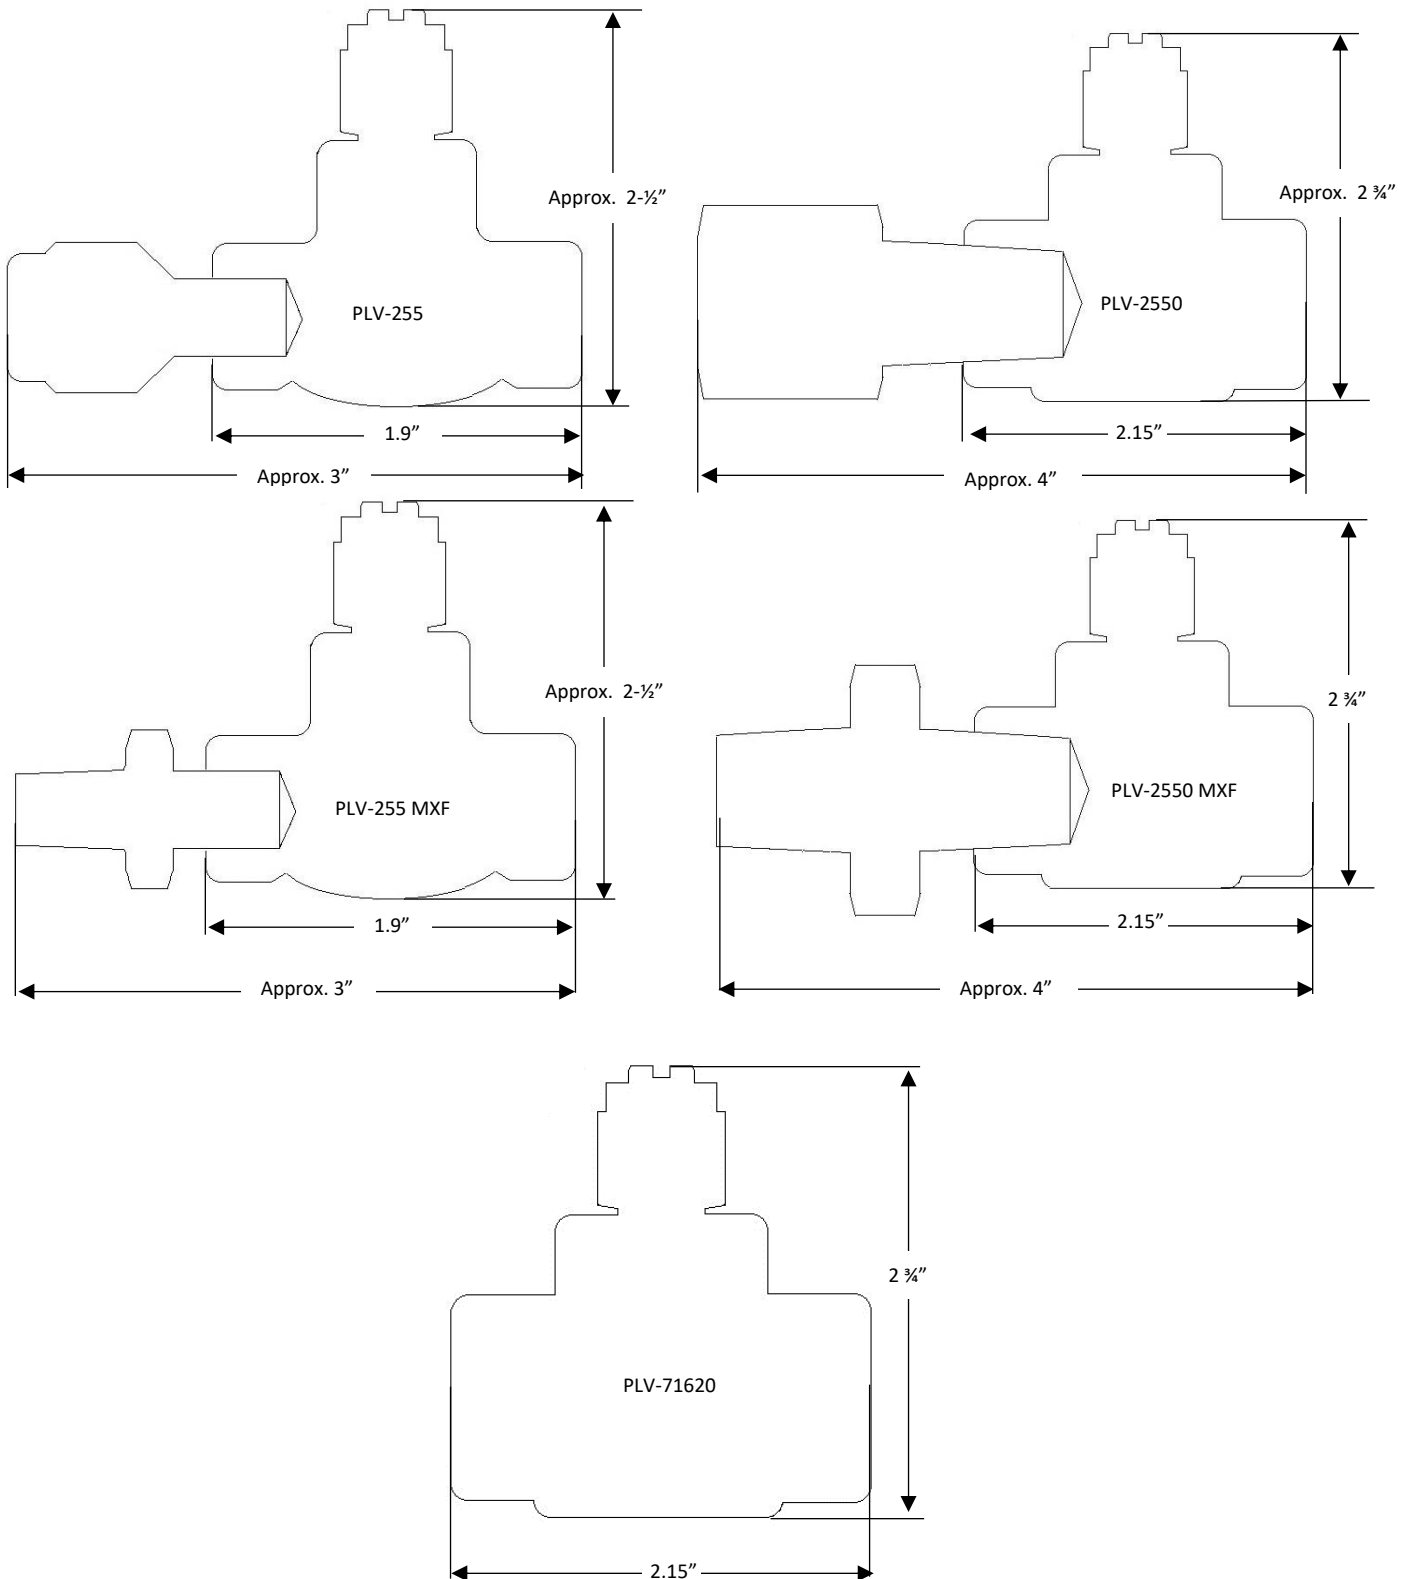 Approx. 2-½”
Approx. 2 ¾”
PLV-255
PLV-2550
1.9”
2.15”
Approx. 3”
Approx. 4”
Approx. 2-½”
2 ¾”
PLV-255 MXF
PLV-2550 MXF
1.9”
2.15”
Approx. 3”
Approx. 4”
2 ¾”
PLV-71620
2.15”